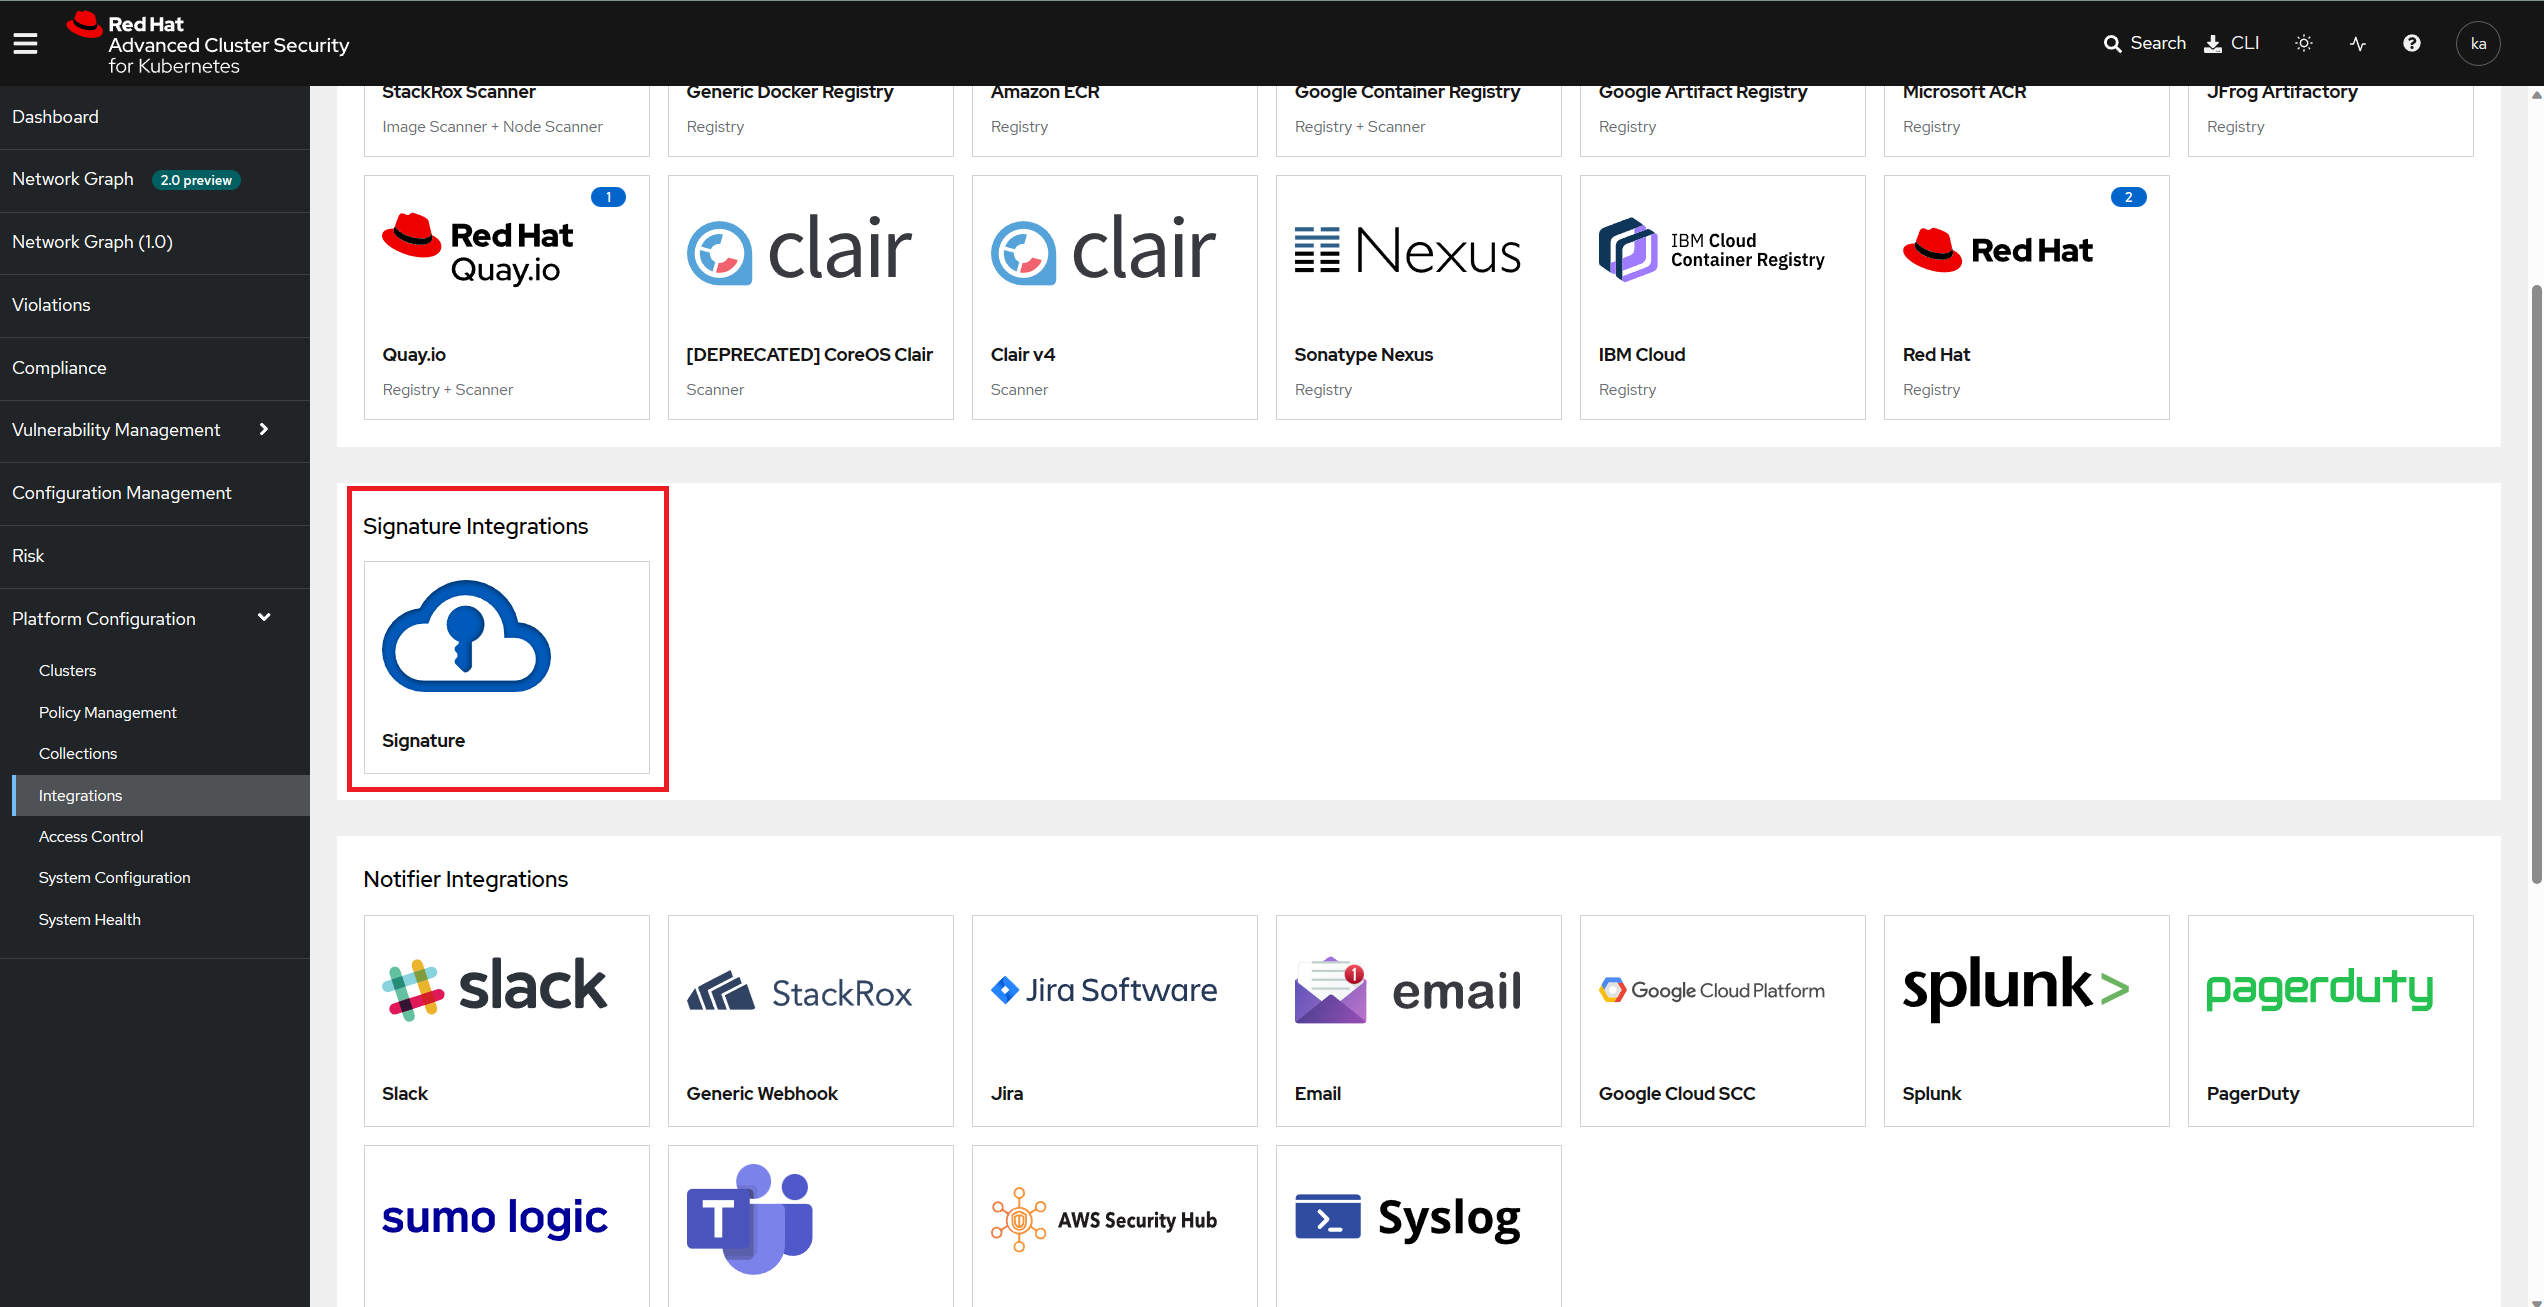 Red Hat
Advanced Cluster Security
for Kubernetes
Search
CLI
ka
Dashboard
Network Graph 2.0 preview
Network Graph (1.0)
Violations
Compliance
Vulnerability Management
Configuration Management
Risk
Platform Configuration
Clusters
Policy Management
Collections
Integrations
Access Control
System Configuration
System Health
StackRox Scanner
Image Scanner + Node Scanner
Generic Docker Registry
Registry
Amazon ECR
Registry
Google Container Registry
Registry + Scanner
Google Artifact Registry
Registry
Microsoft ACR
Registry
JFrog Artifactory
Registry
1
Red Hat
Quay.io
Quay.io
Registry + Scanner
clair
[DEPRECATED] CoreOS Clair
Scanner
clair
Clair v4
Scanner
Nexus
Sonatype Nexus
Registry
IBM Cloud
Container Registry
IBM Cloud
Registry
2
Red Hat
Red Hat
Registry
Signature Integrations
Signature
Notifier Integrations
slack
Slack
StackRox
Generic Webhook
Jira Software
Jira
1
email
Email
Google Cloud Platform
Google Cloud SCC
splunk>
Splunk
pagerduty
PagerDuty
sumo logic
T
AWS Security Hub
>_
Syslog